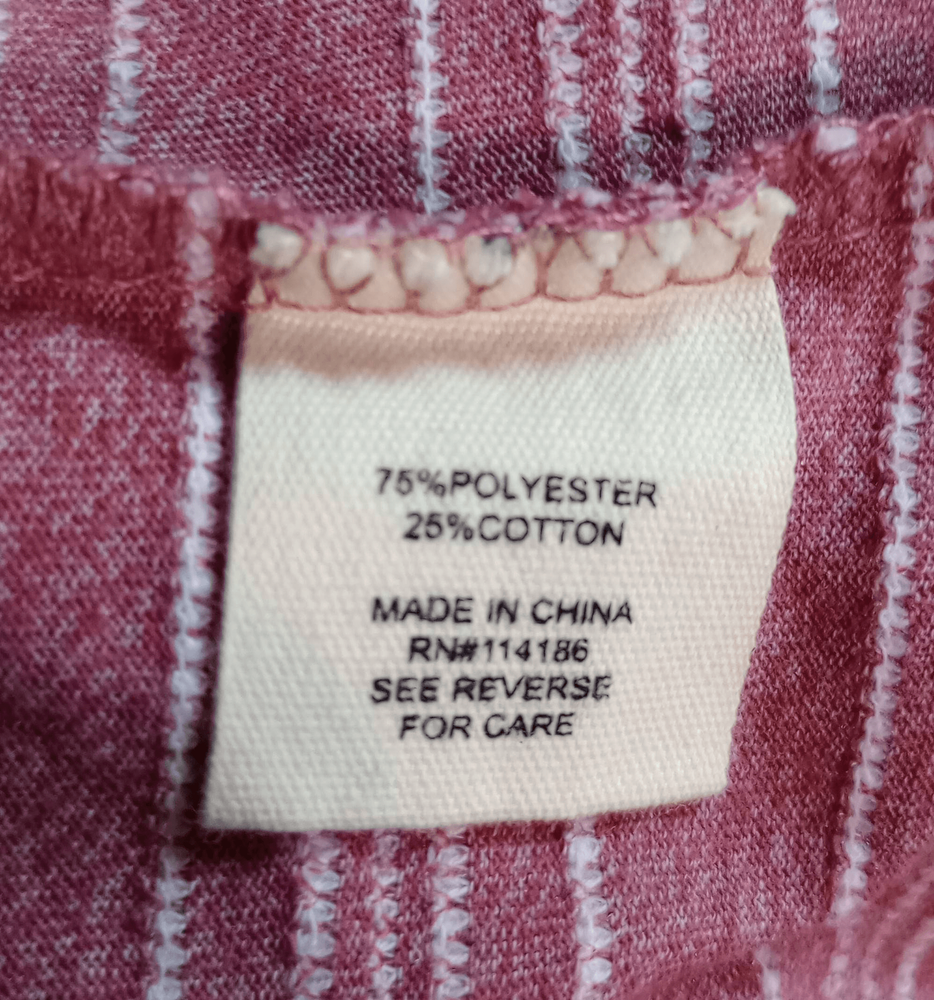 75%POLYESTER
25%COTTON
MADE IN CHINA
RN#114186
SEE REVERSE
FOR CARE